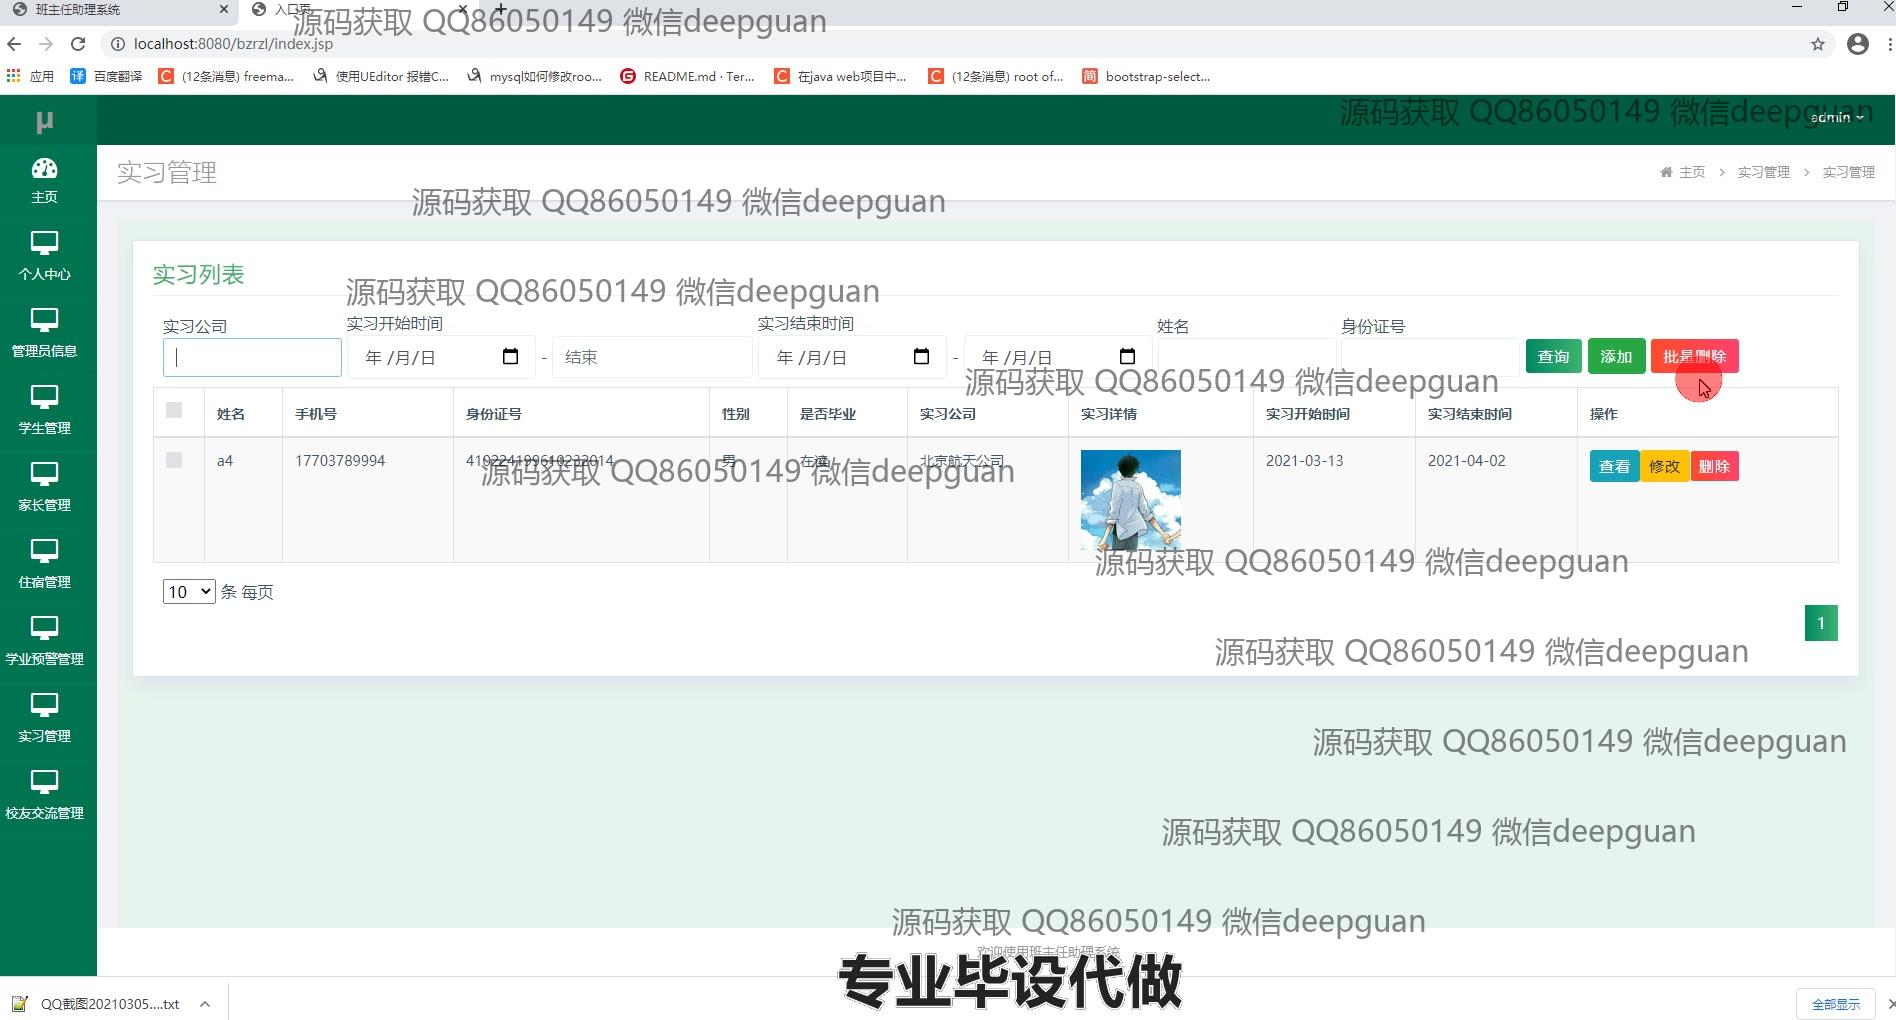 班主任助理系统
入口页
源码获取 QQ86050149 微信deepguan
localhost:8080/bzrzl/index.jsp
应用 百度翻译 (12条消息) freema... 使用UEditor 报错C... mysql如何修改roo... README.md · Ter... 在java web项目中... (12条消息) root of... bootstrap-select...
μ
源码获取 QQ86050149 微信deepguan
admin
实习管理
主页 > 实习管理 > 实习管理
源码获取 QQ86050149 微信deepguan
主页
个人中心
管理员信息
学生管理
家长管理
住宿管理
学业预警管理
实习管理
校友交流管理
实习列表
源码获取 QQ86050149 微信deepguan
实习公司 实习开始时间 实习结束时间 姓名 身份证号
年 /月/日 - 结束 年 /月/日 - 年 /月/日 查询 添加 批量删除
源码获取 QQ86050149 微信deepguan
姓名 手机号 身份证号 性别 是否毕业 实习公司 实习详情 实习开始时间 实习结束时间 操作
a4 17703789994 410224199610232014 男 在读 北京航天公司 2021-03-13 2021-04-02 查看 修改 删除
源码获取 QQ86050149 微信deepguan
源码获取 QQ86050149 微信deepguan
10 条 每页
1
源码获取 QQ86050149 微信deepguan
源码获取 QQ86050149 微信deepguan
源码获取 QQ86050149 微信deepguan
源码获取 QQ86050149 微信deepguan
欢迎使用班主任助理系统
专业毕设代做
QQ截图20210305....txt
全部显示